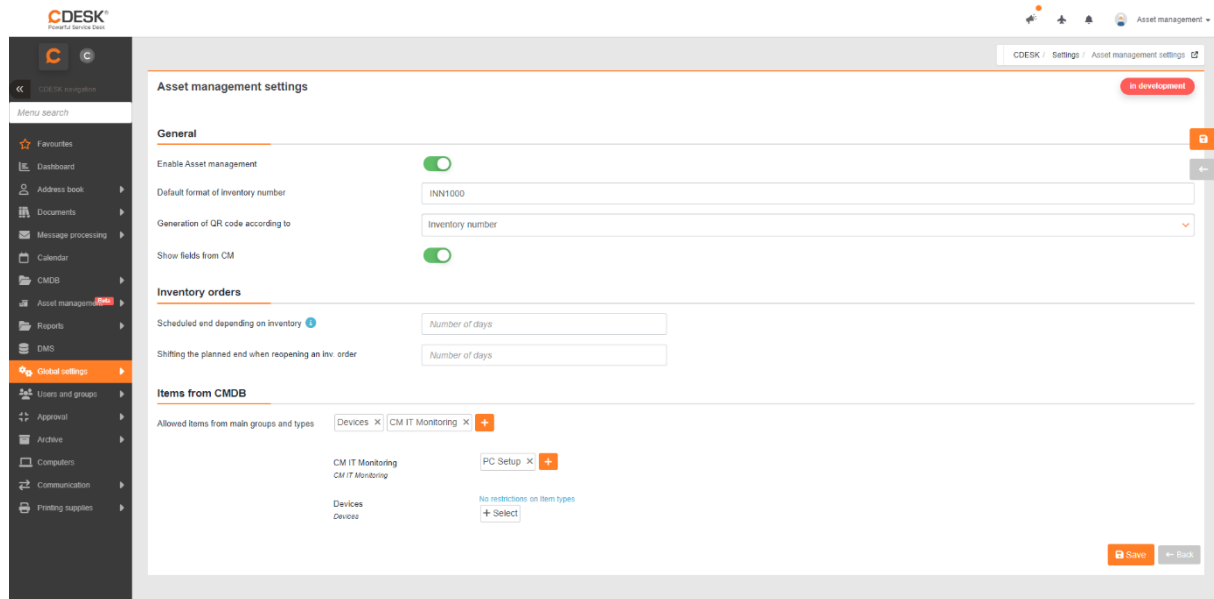 CDESK®
Powerful Service Desk
Asset management
C C
CDESK navigation
Menu search
Favourites
Dashboard
Address book
Documents
Message processing
Calendar
CMDB
Asset management Beta
Reports
DMS
Global settings
Users and groups
Approval
Archive
Computers
Communication
Printing supplies
CDESK / Settings / Asset management settings
Asset management settings
in development
General
Enable Asset management
Default format of inventory number INN1000
Generation of QR code according to Inventory number
Show fields from CM
Inventory orders
Scheduled end depending on inventory Number of days
Shifting the planned end when reopening an inv. order Number of days
Items from CMDB
Allowed items from main groups and types Devices × CM IT Monitoring × +
CM IT Monitoring PC Setup × +
CM IT Monitoring
No restrictions on item types
Devices + Select
Devices
Save ← Back